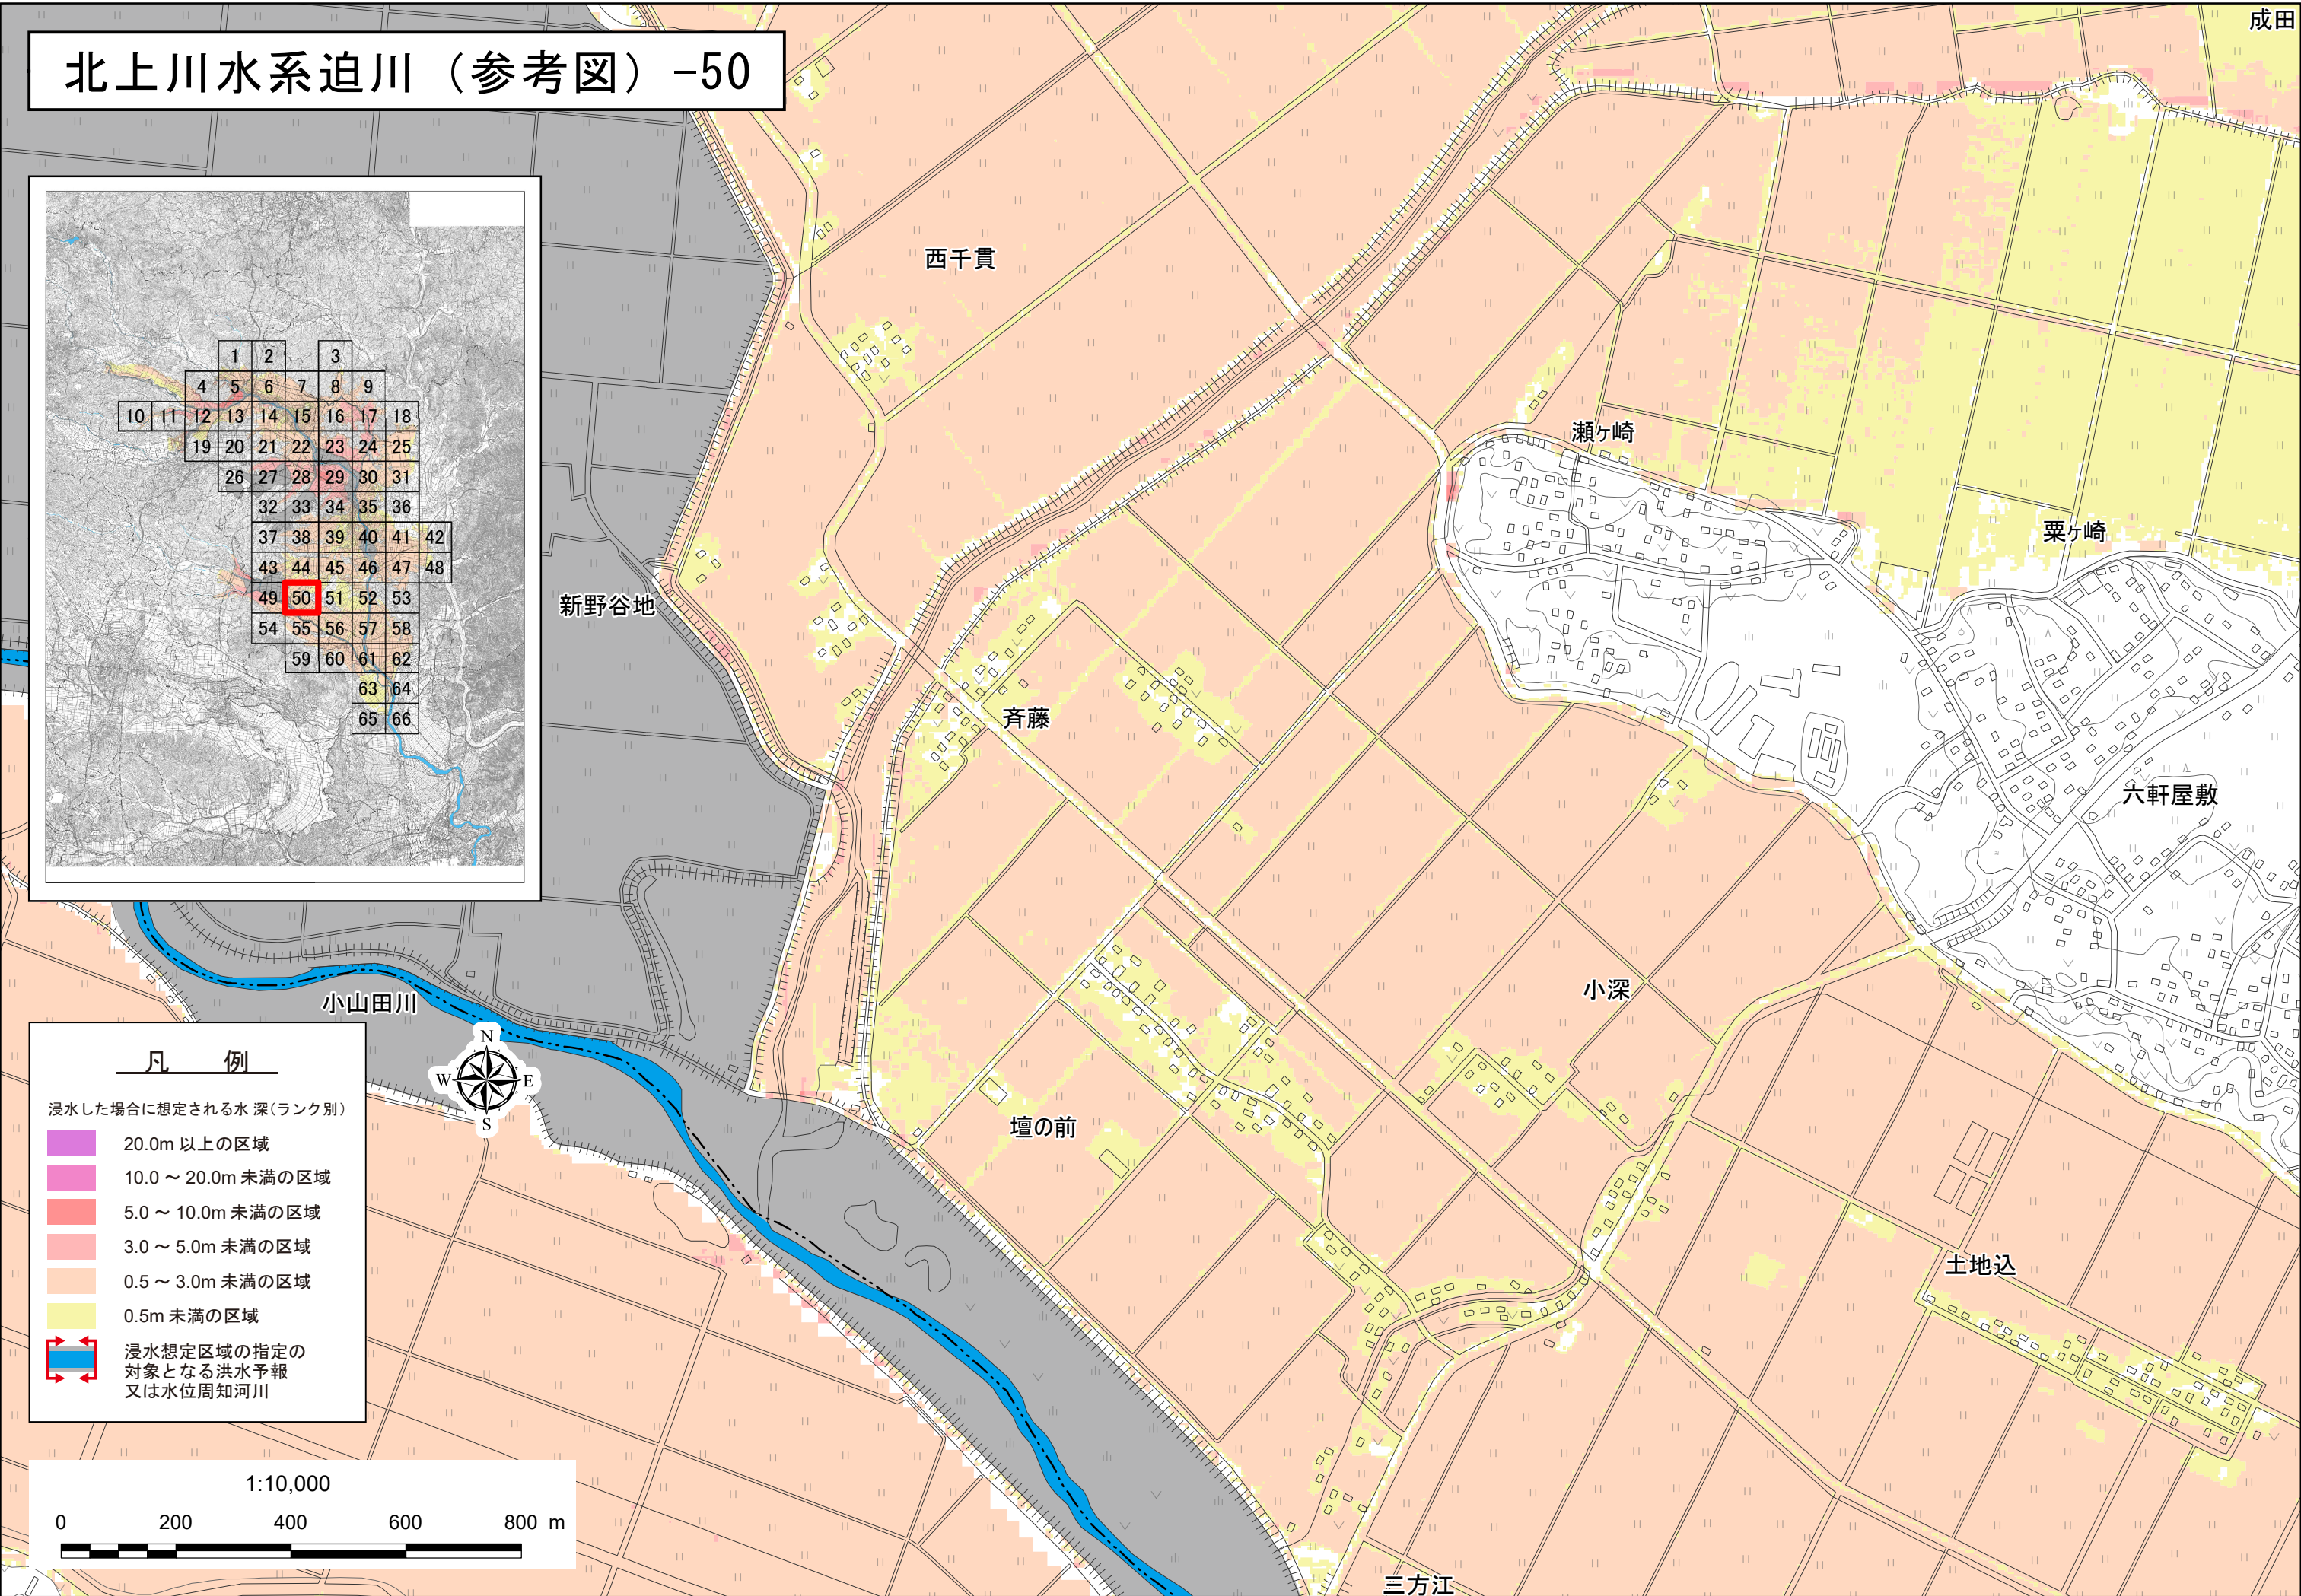 北上川水系迫川（参考図）-50
成田
西千貫
1 2 3
4 5 6 7 8 9
10 11 12 13 14 15 16 17 18
19 20 21 22 23 24 25
26 27 28 29 30 31
32 33 34 35 36
37 38 39 40 41 42
43 44 45 46 47 48
49 50 51 52 53
54 55 56 57 58
59 60 61 62
63 64
65 66
瀬ヶ崎
粟ヶ崎
新野谷地
斉藤
六軒屋敷
小深
小山田川
N
W E
S
壇の前
土地込
三方江
凡 例
浸水した場合に想定される水深（ランク別）
20.0m 以上の区域
10.0 ～ 20.0m 未満の区域
5.0 ～ 10.0m 未満の区域
3.0 ～ 5.0m 未満の区域
0.5 ～ 3.0m 未満の区域
0.5m 未満の区域
浸水想定区域の指定の
対象となる洪水予報
又は水位周知河川
1:10,000
0 200 400 600 800 m